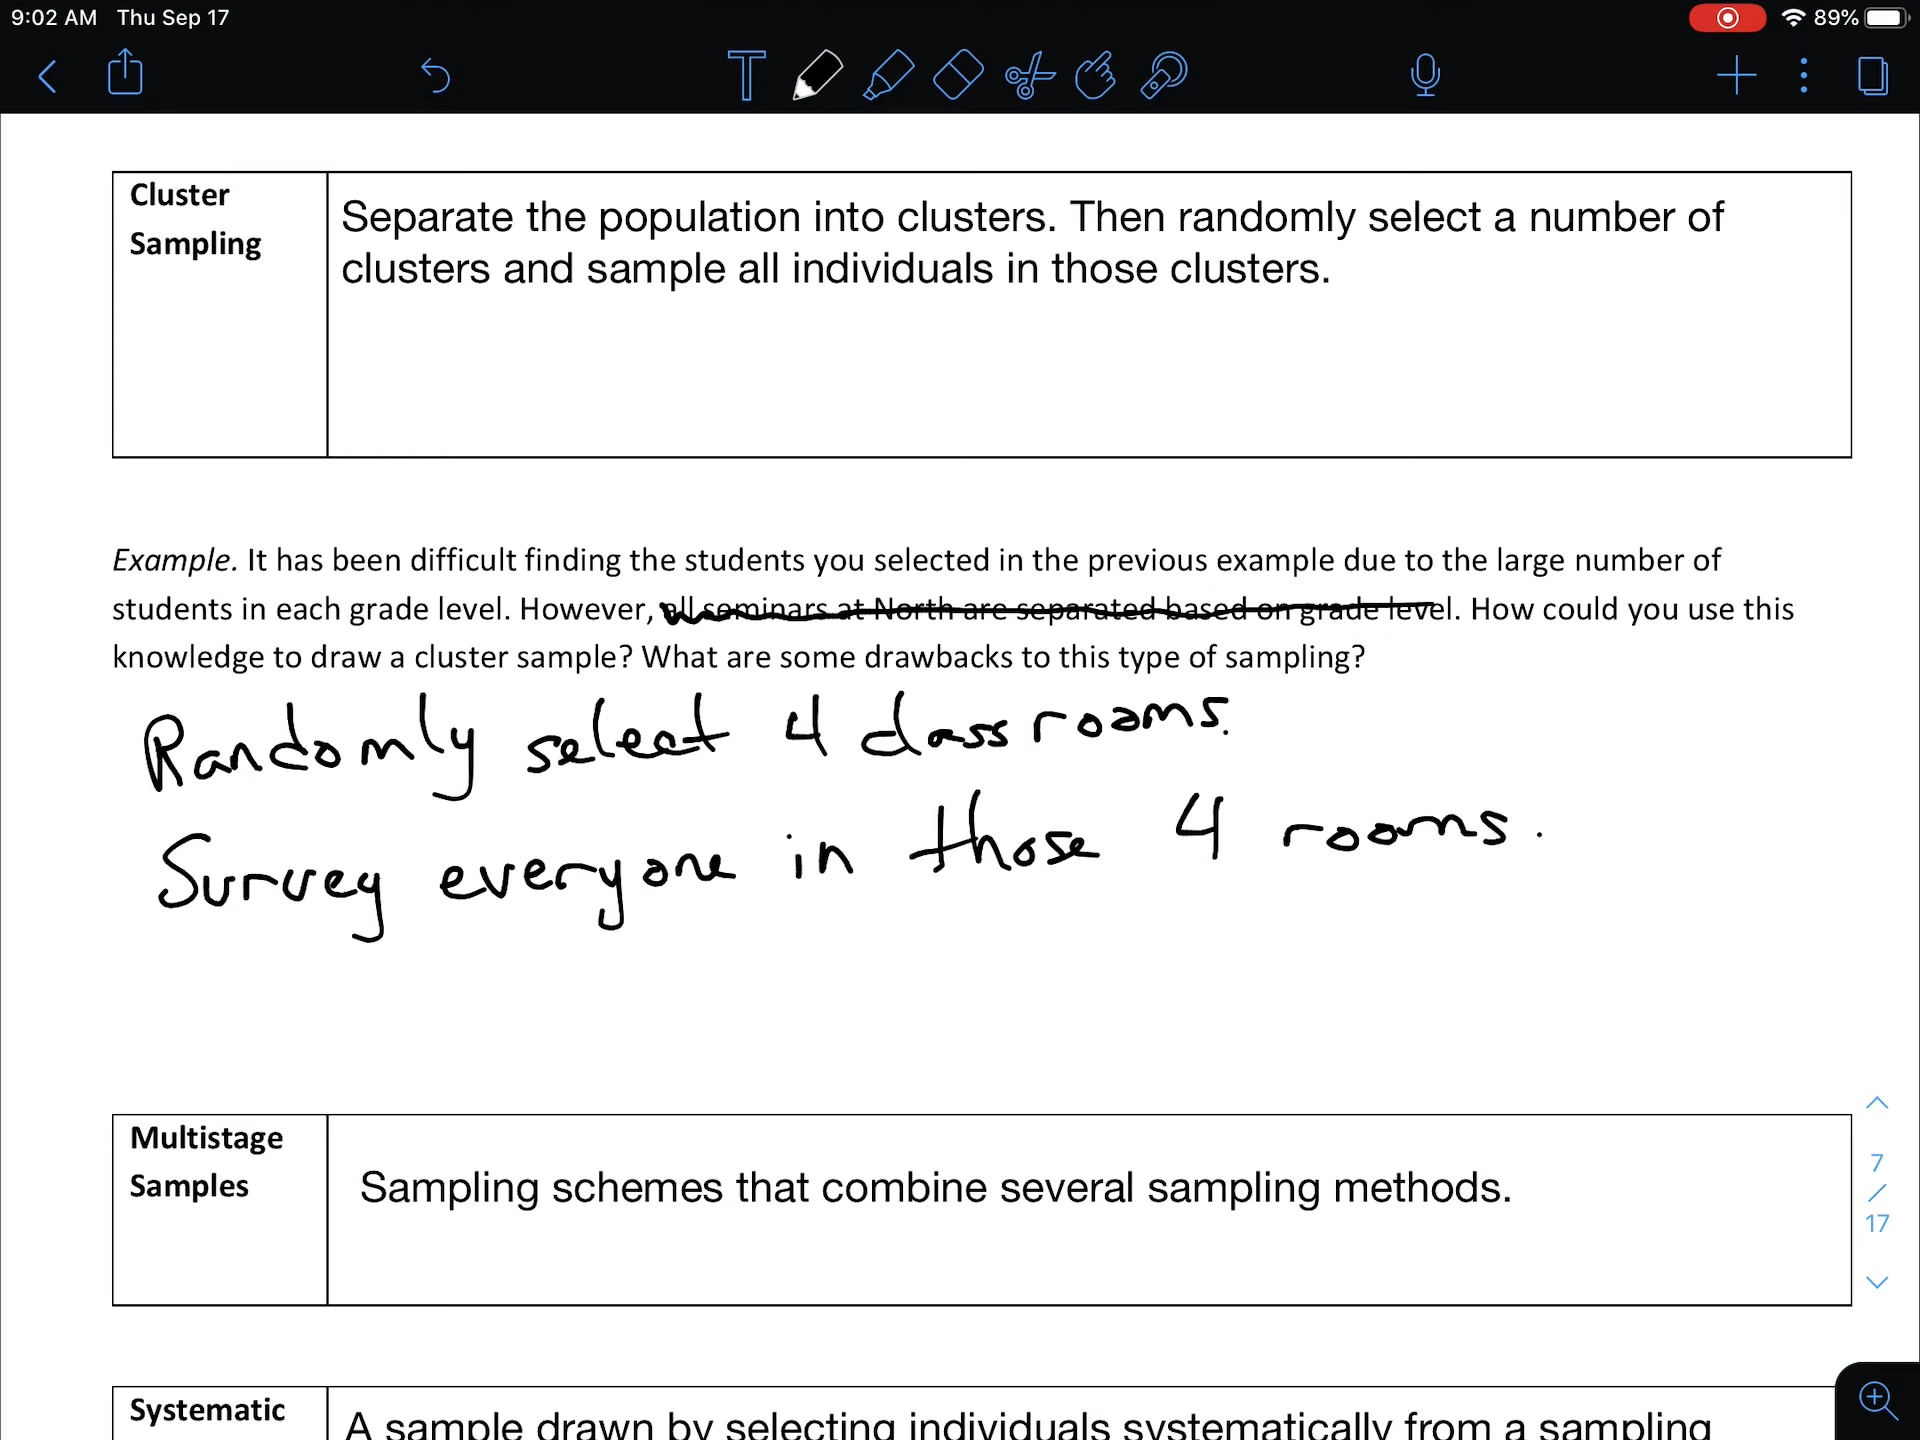 9:02 AM Thu Sep 17
89%
Cluster
Sampling
Separate the population into clusters. Then randomly select a number of
clusters and sample all individuals in those clusters.
Example. It has been difficult finding the students you selected in the previous example due to the large number of
students in each grade level. However, all seminars at North are separated based on grade level. How could you use this
knowledge to draw a cluster sample? What are some drawbacks to this type of sampling?
Randomly select 4 classrooms.
Survey everyone in those 4 rooms.
Multistage
Samples
Sampling schemes that combine several sampling methods.
7
/
17
Systematic
A sample drawn by selecting individuals systematically from a sampling